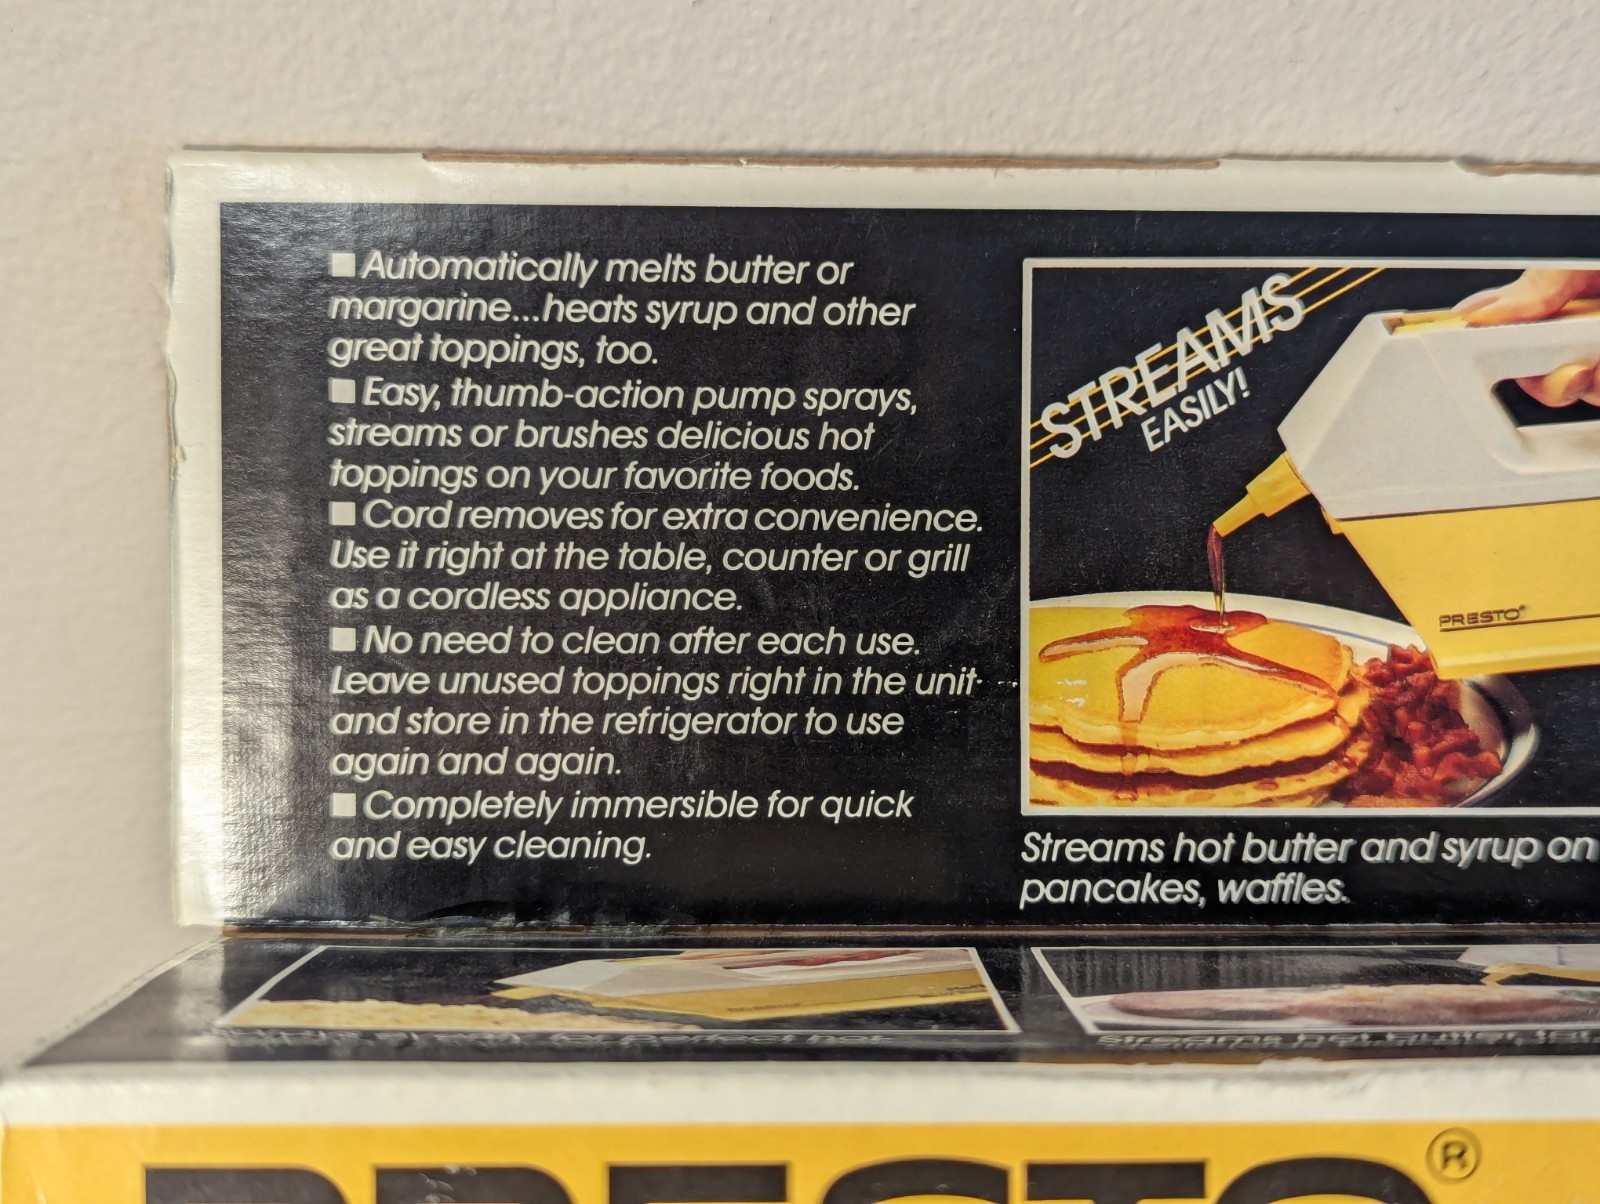 ■ Automatically melts butter or
margarine...heats syrup and other
great toppings, too.
■ Easy, thumb-action pump sprays,
streams or brushes delicious hot
toppings on your favorite foods.
■ Cord removes for extra convenience.
Use it right at the table, counter or grill
as a cordless appliance.
■ No need to clean after each use.
Leave unused toppings right in the unit
and store in the refrigerator to use
again and again.
■ Completely immersible for quick
and easy cleaning.
STREAMS
EASILY!
PRESTO®
Streams hot butter and syrup on
pancakes, waffles.
PRESTO®